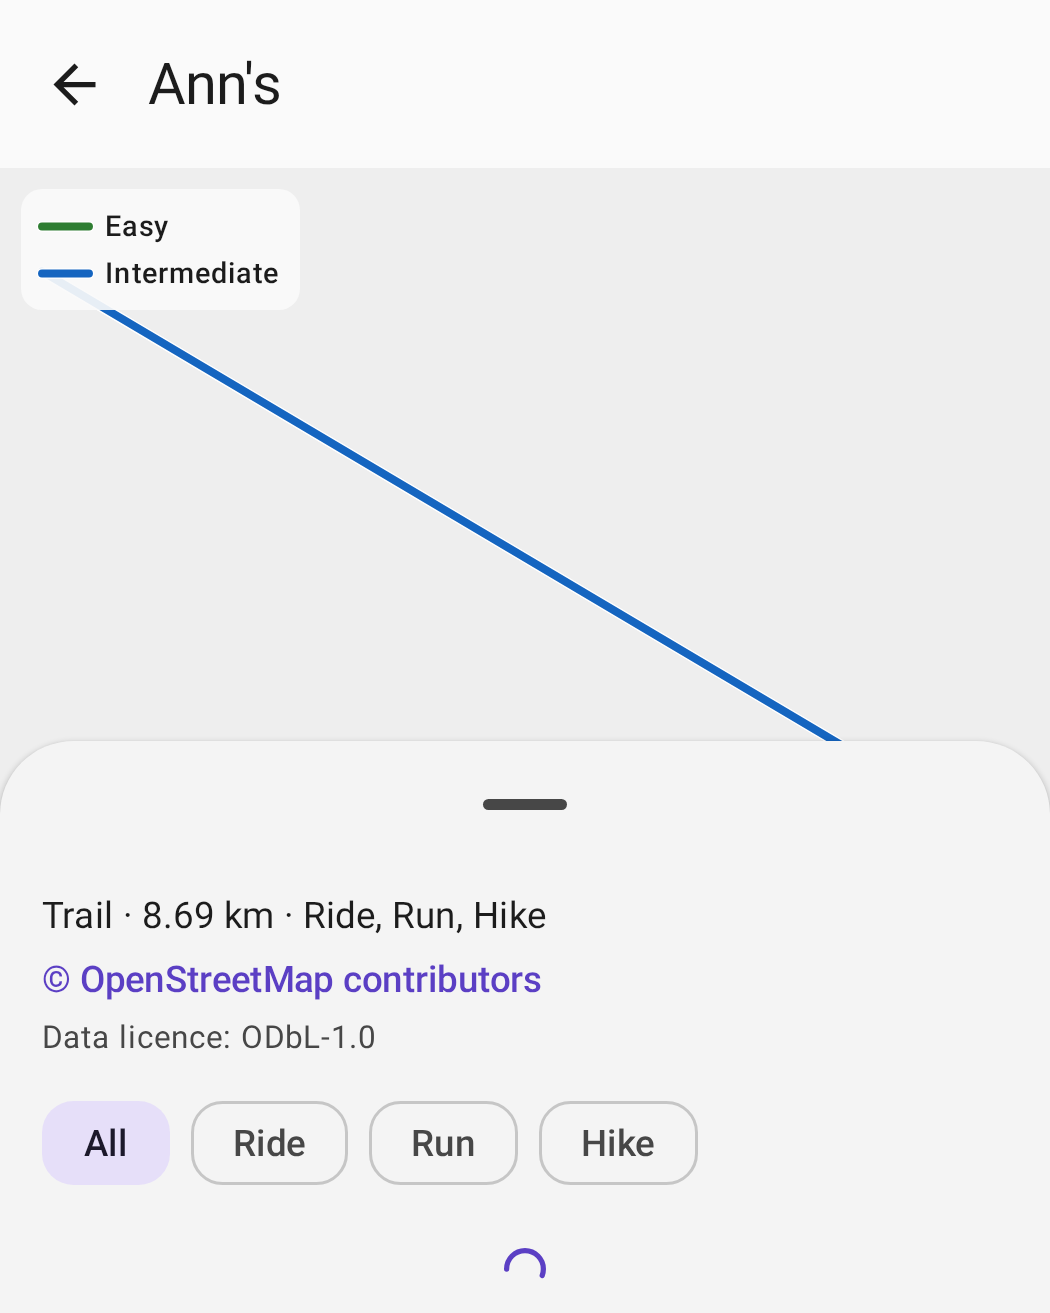 Ann's
Easy
Intermediate
Trail · 8.69 km · Ride, Run, Hike
© OpenStreetMap contributors
Data licence: ODbL-1.0
All Ride Run Hike